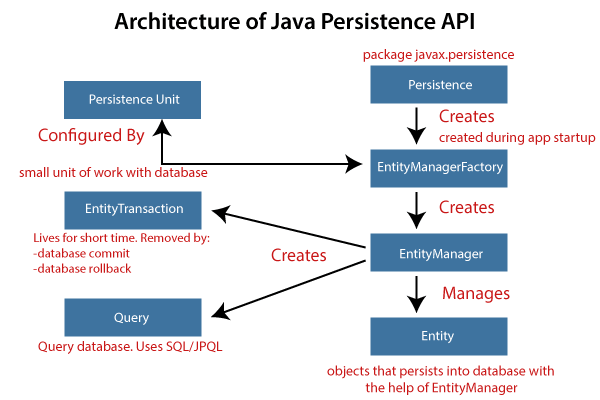 Architecture of Java Persistence API
package javax.persistence
Persistence Unit
Persistence
Configured By
Creates
created during app startup
small unit of work with database
EntityManagerFactory
EntityTransaction
Creates
Lives for short time. Removed by:
-database commit
-database rollback
Creates
EntityManager
Manages
Query
Entity
Query database. Uses SQL/JPQL
objects that persists into database with
the help of EntityManager